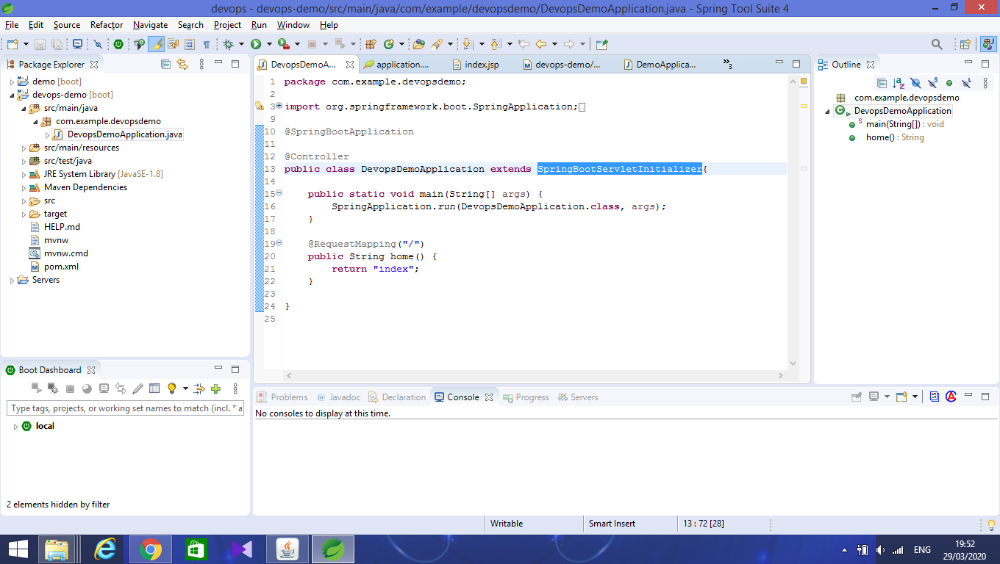 devops - devops-demo/src/main/java/com/example/devopsdemo/DevopsDemoApplication.java - Spring Tool Suite 4
File Edit Source Refactor Navigate Search Project Run Window Help
Package Explorer
demo [boot]
devops-demo [boot]
src/main/java
com.example.devopsdemo
DevopsDemoApplication.java
src/main/resources
src/test/java
JRE System Library [JavaSE-1.8]
Maven Dependencies
src
target
HELP.md
mvnw
mvnw.cmd
pom.xml
Servers
DevopsDemoA... application.... index.jsp devops-demo/... DemoApplica... »3
1 package com.example.devopsdemo;
2
3 import org.springframework.boot.SpringApplication;
9
10 @SpringBootApplication
11
12 @Controller
13 public class DevopsDemoApplication extends SpringBootServletInitializer{
14
15 public static void main(String[] args) {
16 SpringApplication.run(DevopsDemoApplication.class, args);
17 }
18
19 @RequestMapping("/")
20 public String home() {
21 return "index";
22 }
23
24 }
25
Outline
com.example.devopsdemo
DevopsDemoApplication
main(String[]) : void
home() : String
Boot Dashboard
Type tags, projects, or working set names to match (incl. * a
local
2 elements hidden by filter
Problems @ Javadoc Declaration Console Progress Servers
No consoles to display at this time.
Writable Smart Insert 13 : 72 [28]
ENG
19:52
29/03/2020